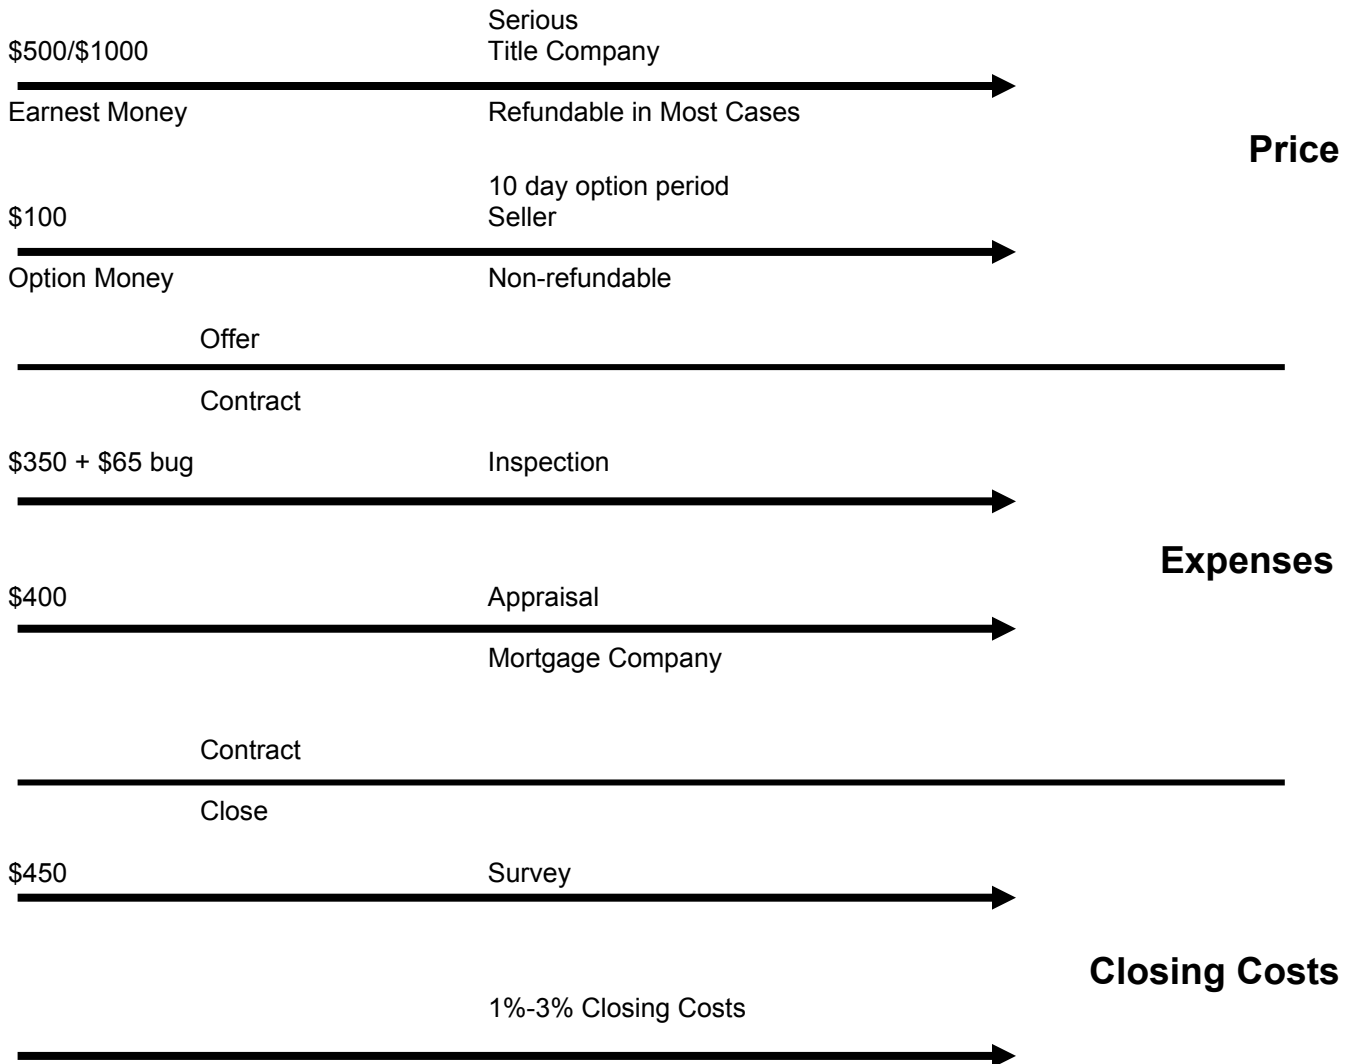 Serious
$500/$1000 Title Company
Earnest Money Refundable in Most Cases
Price
10 day option period
$100 Seller
Option Money Non-refundable
Offer
Contract
$350 + $65 bug Inspection
Expenses
$400 Appraisal
Mortgage Company
Contract
Close
$450 Survey
Closing Costs
1%-3% Closing Costs